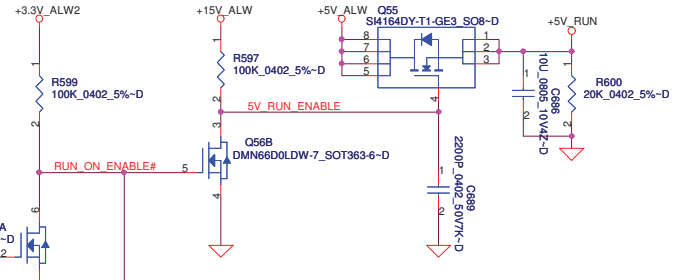 +3.3V_ALW2
+15V_ALW
+5V_ALW
Q55
SI4164DY-T1-GE3_SO8~D
+5V_RUN
8
7
6
5
1
2
3
4
1
R597
100K_0402_5%~D
2
1
R599
100K_0402_5%~D
2
1
10U_0805_10V4Z~D
C686
2
1
R600
20K_0402_5%~D
2
5V_RUN_ENABLE
3
Q56B
DMN66D0LDW-7_SOT363-6~D
5
4
RUN_ON_ENABLE#
1
2200P_0402_50V7K~D
C689
2
6
A
~D
2